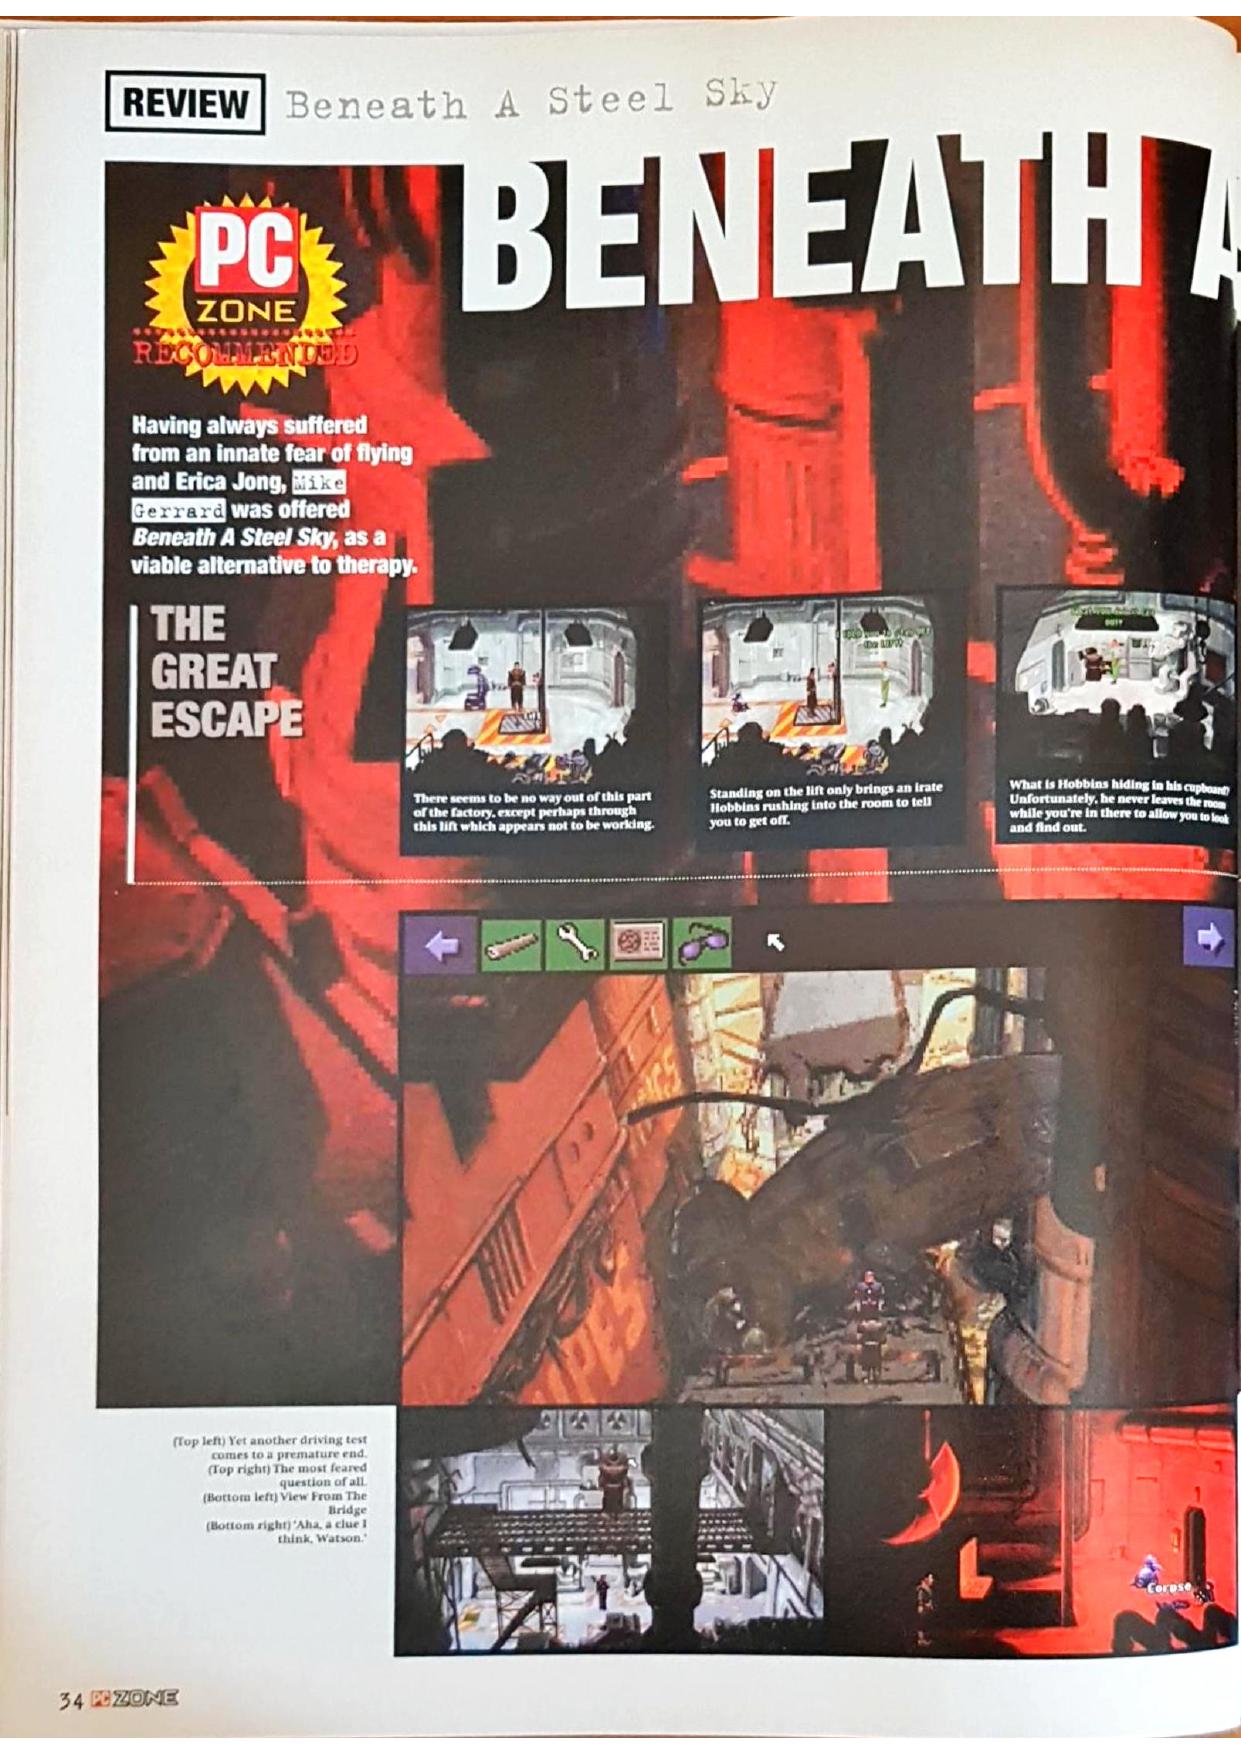 REVIEW Beneath A Steel Sky
BENEATH A
PC
ZONE
RECOMMENDED
Having always suffered
from an innate fear of flying
and Erica Jong, Mike
Gerrard was offered
Beneath A Steel Sky, as a
viable alternative to therapy.
THE
GREAT
ESCAPE
There seems to be no way out of this part
of the factory, except perhaps through
this lift which appears not to be working.
Standing on the lift only brings an irate
Hobbins rushing into the room to tell
you to get off.
What is Hobbins hiding in his cupboard?
Unfortunately, he never leaves the room
while you're in there to allow you to look
and find out.
(Top left) Yet another driving test
comes to a premature end.
(Top right) The most feared
question of all.
(Bottom left) View From The
Bridge
(Bottom right) 'Aha, a clue I
think, Watson.'
Corpse
34 PC ZONE